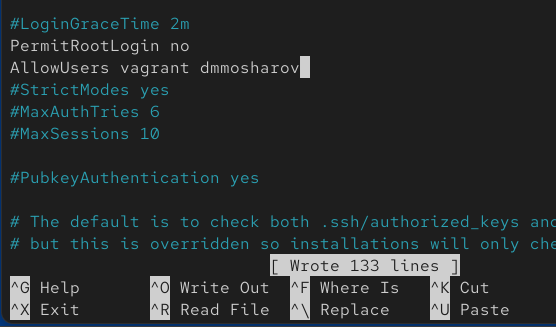 #LoginGraceTime 2m
PermitRootLogin no
AllowUsers vagrant dmmosharov
#StrictModes yes
#MaxAuthTries 6
#MaxSessions 10
#PubkeyAuthentication yes
# The default is to check both .ssh/authorized_keys and
# but this is overridden so installations will only che
[ Wrote 133 lines ]
^G Help ^O Write Out ^F Where Is ^K Cut
^X Exit ^R Read File ^\ Replace ^U Paste